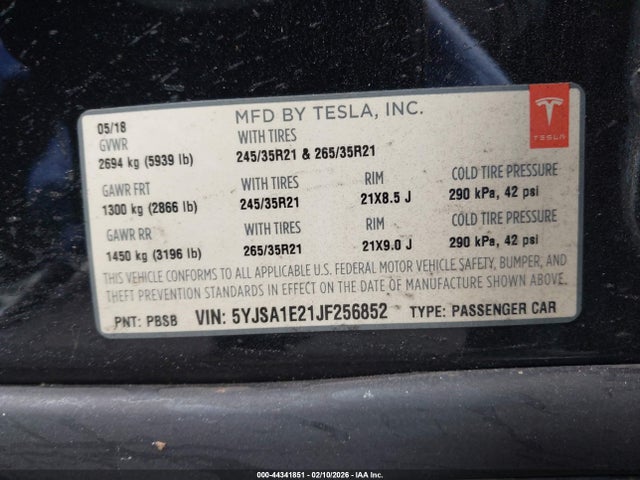 05/18 MFD BY TESLA, INC.
GVWR WITH TIRES
2694 kg (5939 lb) 245/35R21 & 265/35R21
TESLA
GAWR FRT WITH TIRES RIM COLD TIRE PRESSURE
1300 kg (2866 lb) 245/35R21 21X8.5 J 290 kPa, 42 psi
GAWR RR WITH TIRES RIM COLD TIRE PRESSURE
1450 kg (3196 lb) 265/35R21 21X9.0 J 290 kPa, 42 psi
THIS VEHICLE CONFORMS TO ALL APPLICABLE U.S. FEDERAL MOTOR VEHICLE SAFETY, BUMPER, AND
THEFT PREVENTION STANDARDS IN EFFECT ON THE DATE OF MANUFACTURE SHOWN ABOVE.
PNT: PBSB VIN: 5YJSA1E21JF256852 TYPE: PASSENGER CAR
000-44341851 - 02/10/2026 - IAA Inc.